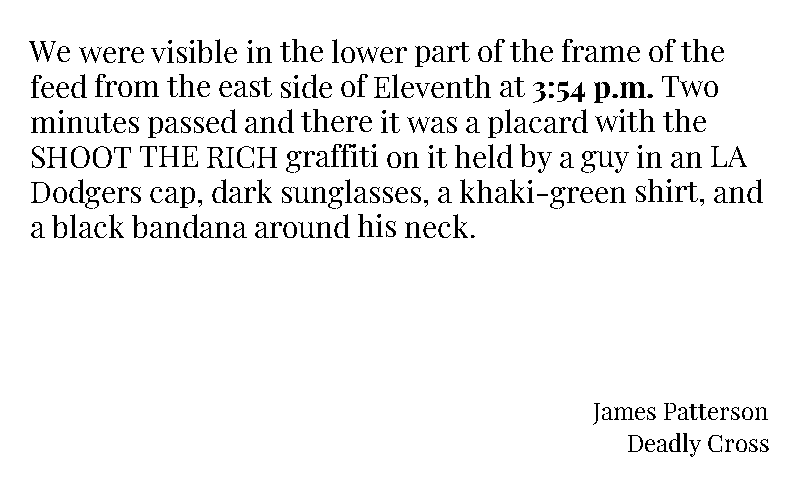 We were visible in the lower part of the frame of the
feed from the east side of Eleventh at 3:54 p.m. Two
minutes passed and there it was a placard with the
SHOOT THE RICH graffiti on it held by a guy in an LA
Dodgers cap, dark sunglasses, a khaki-green shirt, and
a black bandana around his neck.
James Patterson
Deadly Cross